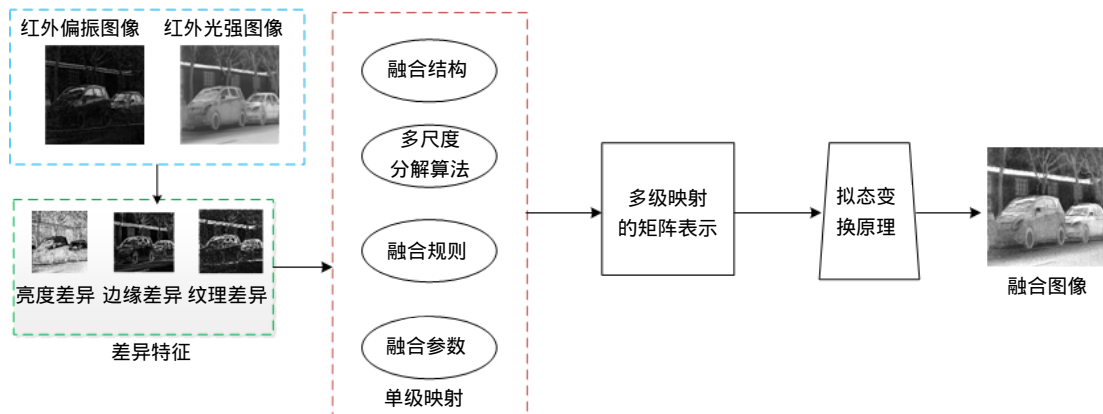 红外偏振图像
红外光强图像
亮度差异
边缘差异
纹理差异
差异特征
融合结构
多尺度
分解算法
融合规则
融合参数
单级映射
多级映射
的矩阵表示
拟态变
换原理
融合图像